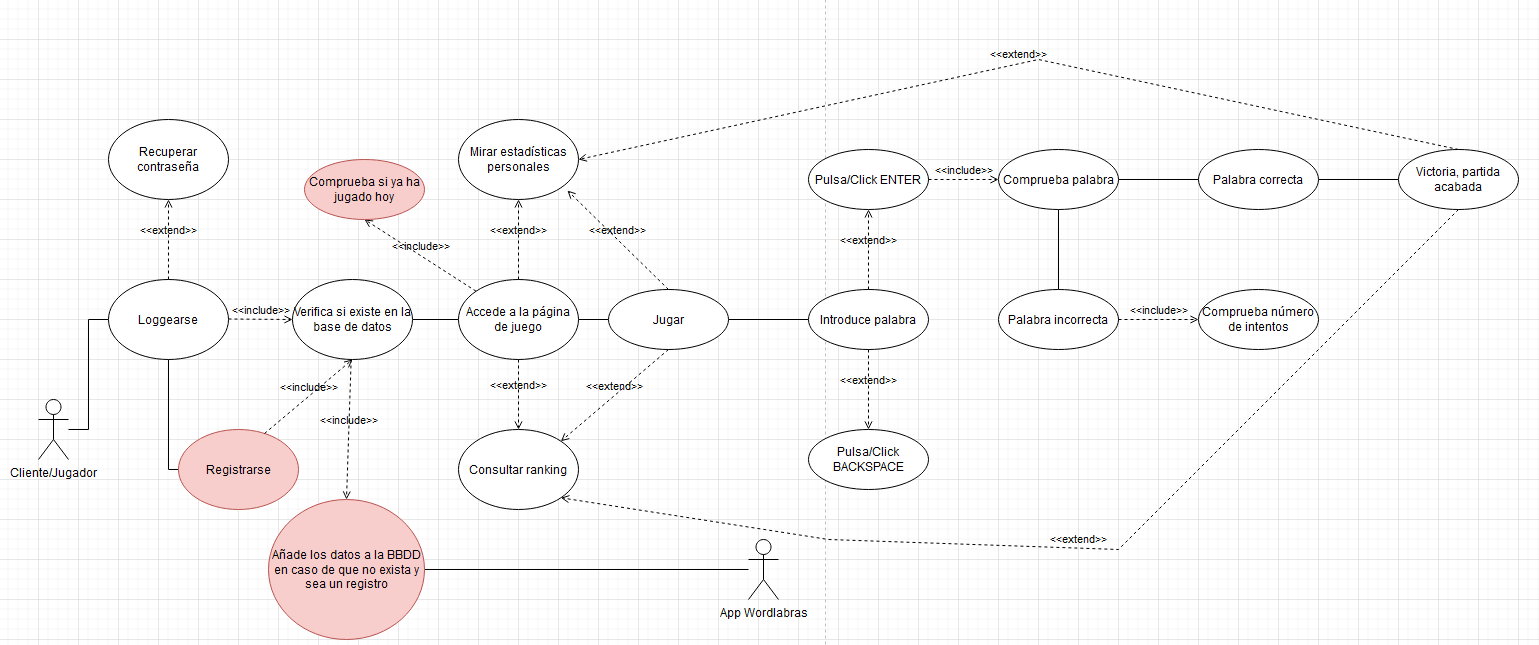 <<extend>>
Recuperar
contraseña
Mirar estadísticas
personales
Comprueba si ya ha
jugado hoy
Pulsa/Click ENTER
<<include>>
Comprueba palabra
Palabra correcta
Victoria, partida
acabada
<<extend>>
<<include>>
<<extend>>
<<extend>>
<<extend>>
Loggearse
<<include>>
Verifica si existe en la
base de datos
Accede a la página
de juego
Jugar
Introduce palabra
Palabra incorrecta
<<include>>
Comprueba número
de intentos
<<include>>
<<include>>
<<extend>>
<<extend>>
<<extend>>
Cliente/Jugador
Registrarse
Consultar ranking
Pulsa/Click
BACKSPACE
<<extend>>
Añade los datos a la BBDD
en caso de que no exista y
sea un registro
App Wordlabras